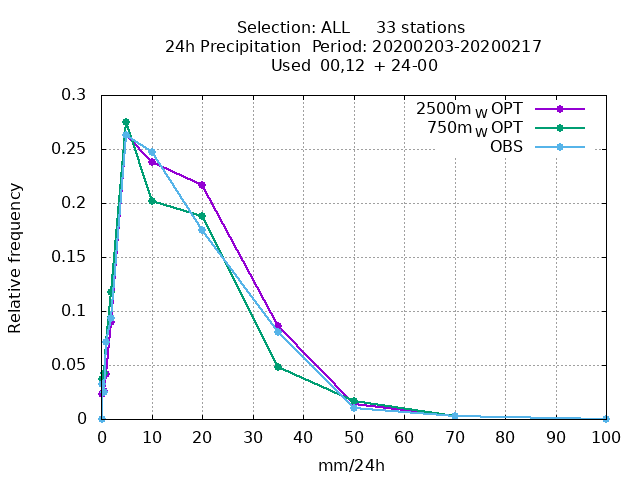 Selection: ALL 33 stations
24h Precipitation Period: 20200203-20200217
Used 00,12 + 24-00
0.3
2500m W OPT
750m W OPT
OBS
0.25
0.2
0.15
0.1
0.05
0
Relative frequency
0 10 20 30 40 50 60 70 80 90 100
mm/24h